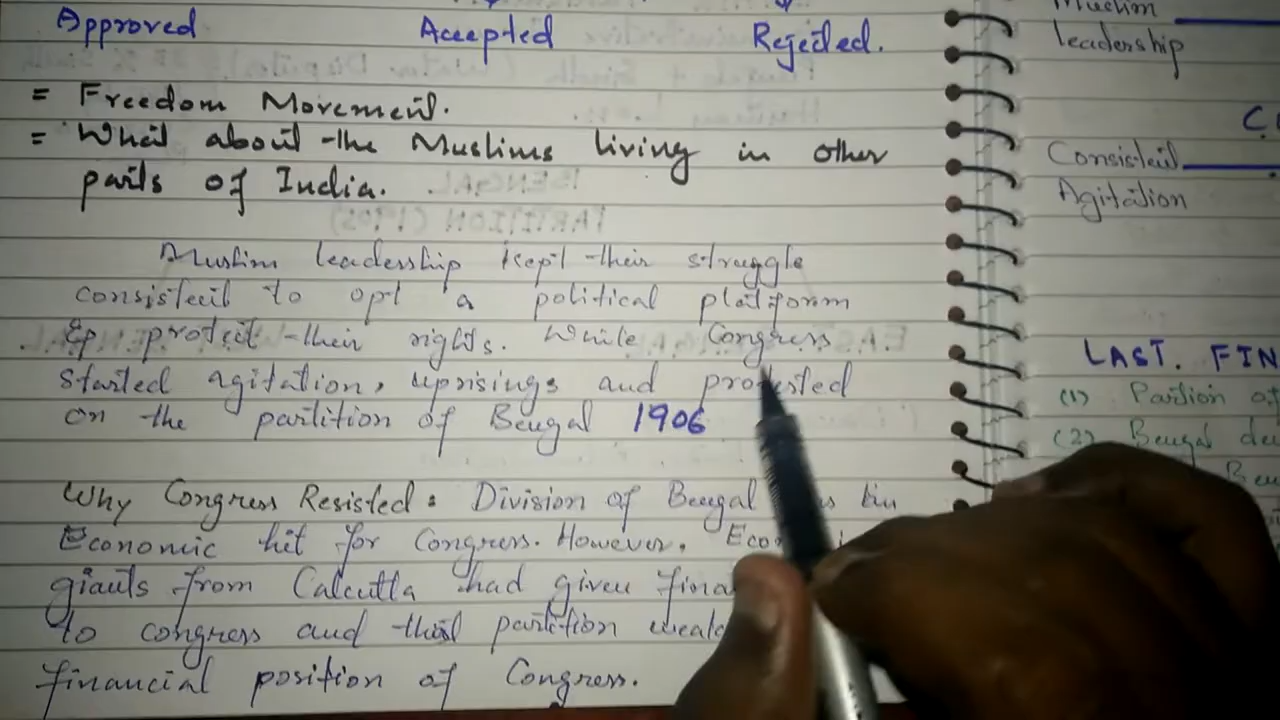 Approved Accepted Rejected.
= Freedom Movement.
= What about the Muslims living in other
parts of India.
Muslim leadership kept their struggle
consistent to opt a political platform
& protect their rights. While Congress
started agitation, uprisings and protested
on the partition of Bengal 1906
Why Congress Resisted: Division of Bengal
Economic hit for Congress. However,
giants from Calcutta had given
to congress and this partition
financial position of Congress.
Muslim
leadership
Consistent
Agitation
LAST. FIN
(1) Partion of
(2) Bengal